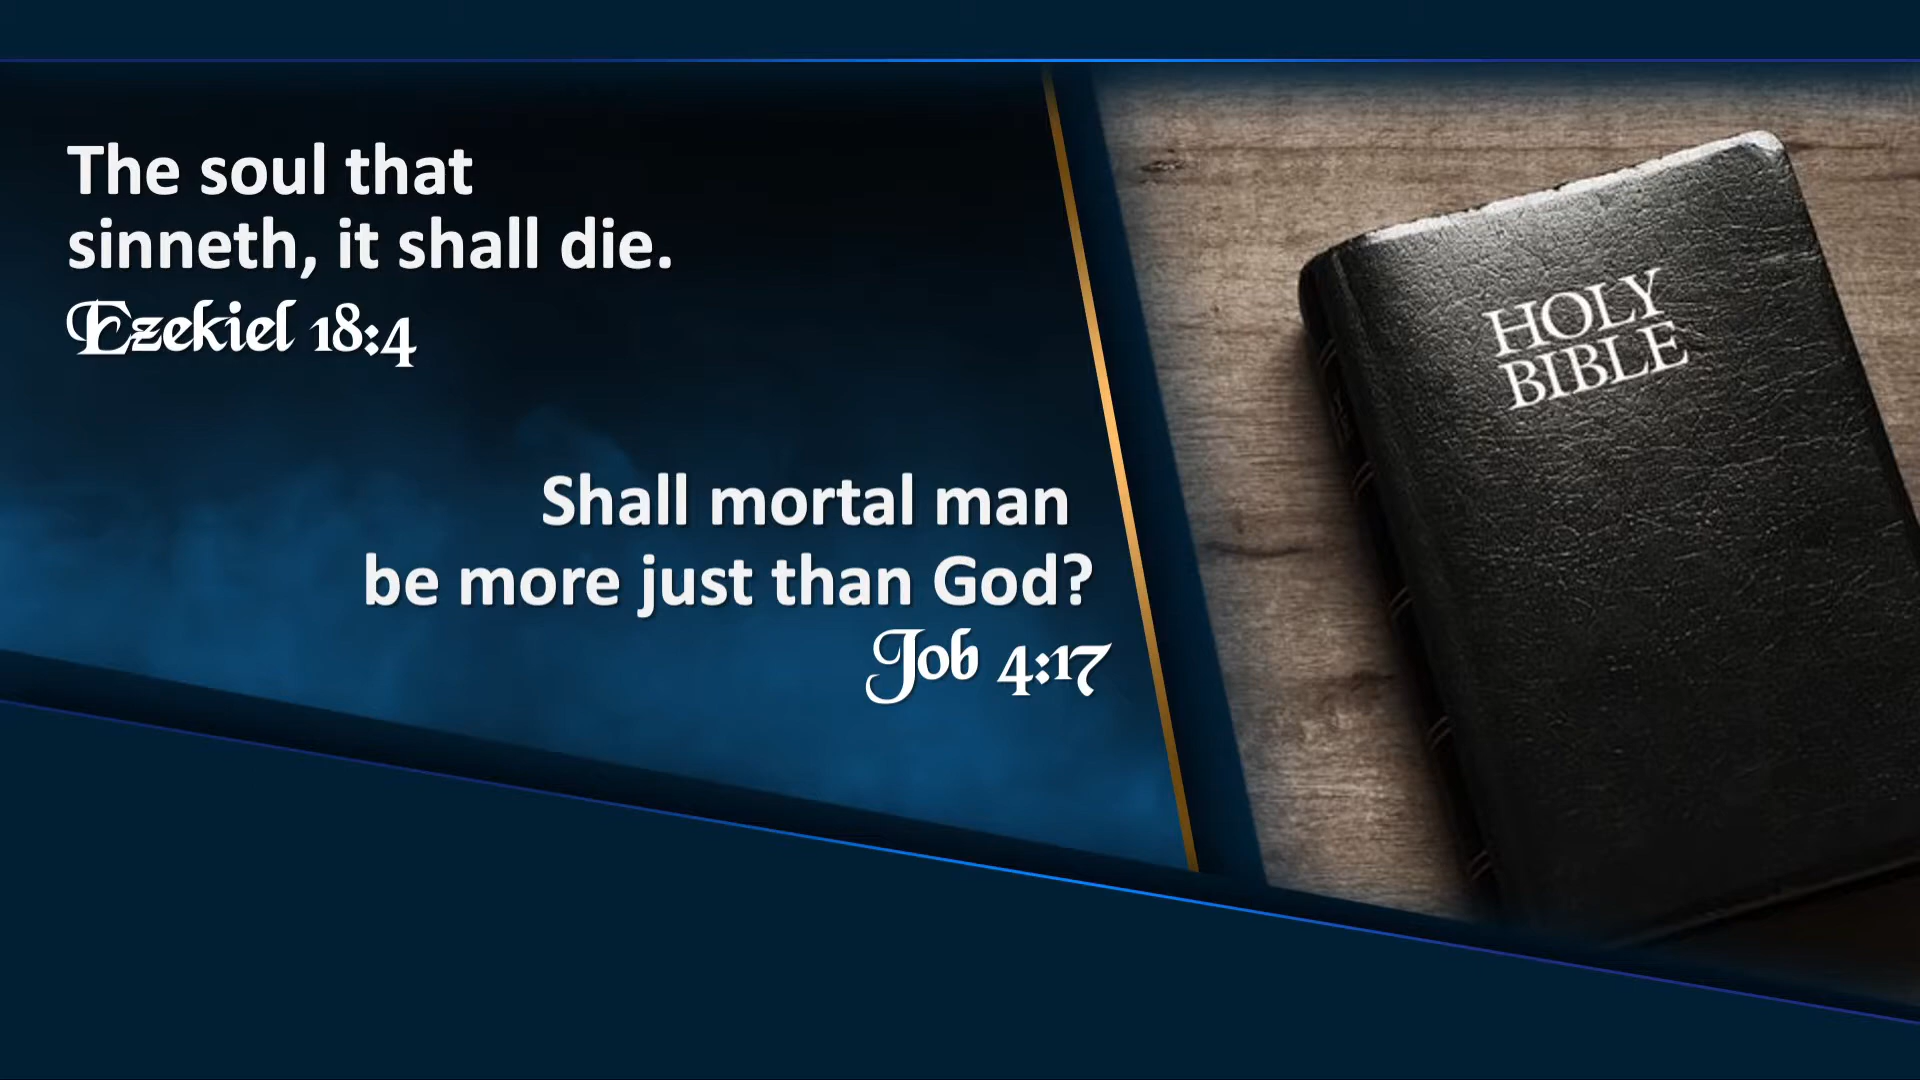 The soul that
sinneth, it shall die.
Ezekiel 18:4
Shall mortal man
be more just than God?
Job 4:17
HOLY
BIBLE